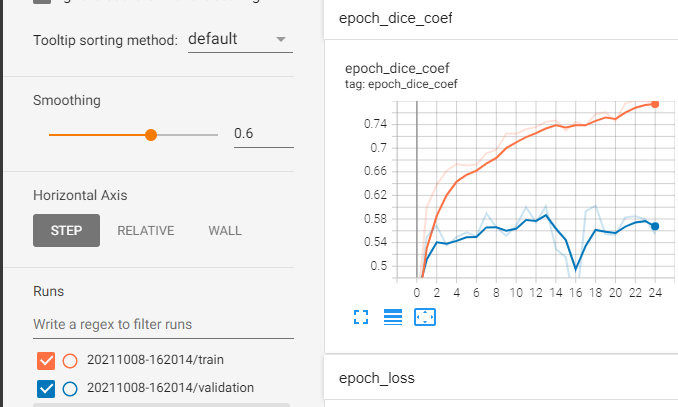 Tooltip sorting method: default
Smoothing
0.6
Horizontal Axis
STEP RELATIVE WALL
Runs
Write a regex to filter runs
20211008-162014/train
20211008-162014/validation
epoch_dice_coef
epoch_dice_coef
tag: epoch_dice_coef
0.74
0.7
0.66
0.62
0.58
0.54
0.5
0 2 4 6 8 10 12 14 16 18 20 22 24
epoch_loss